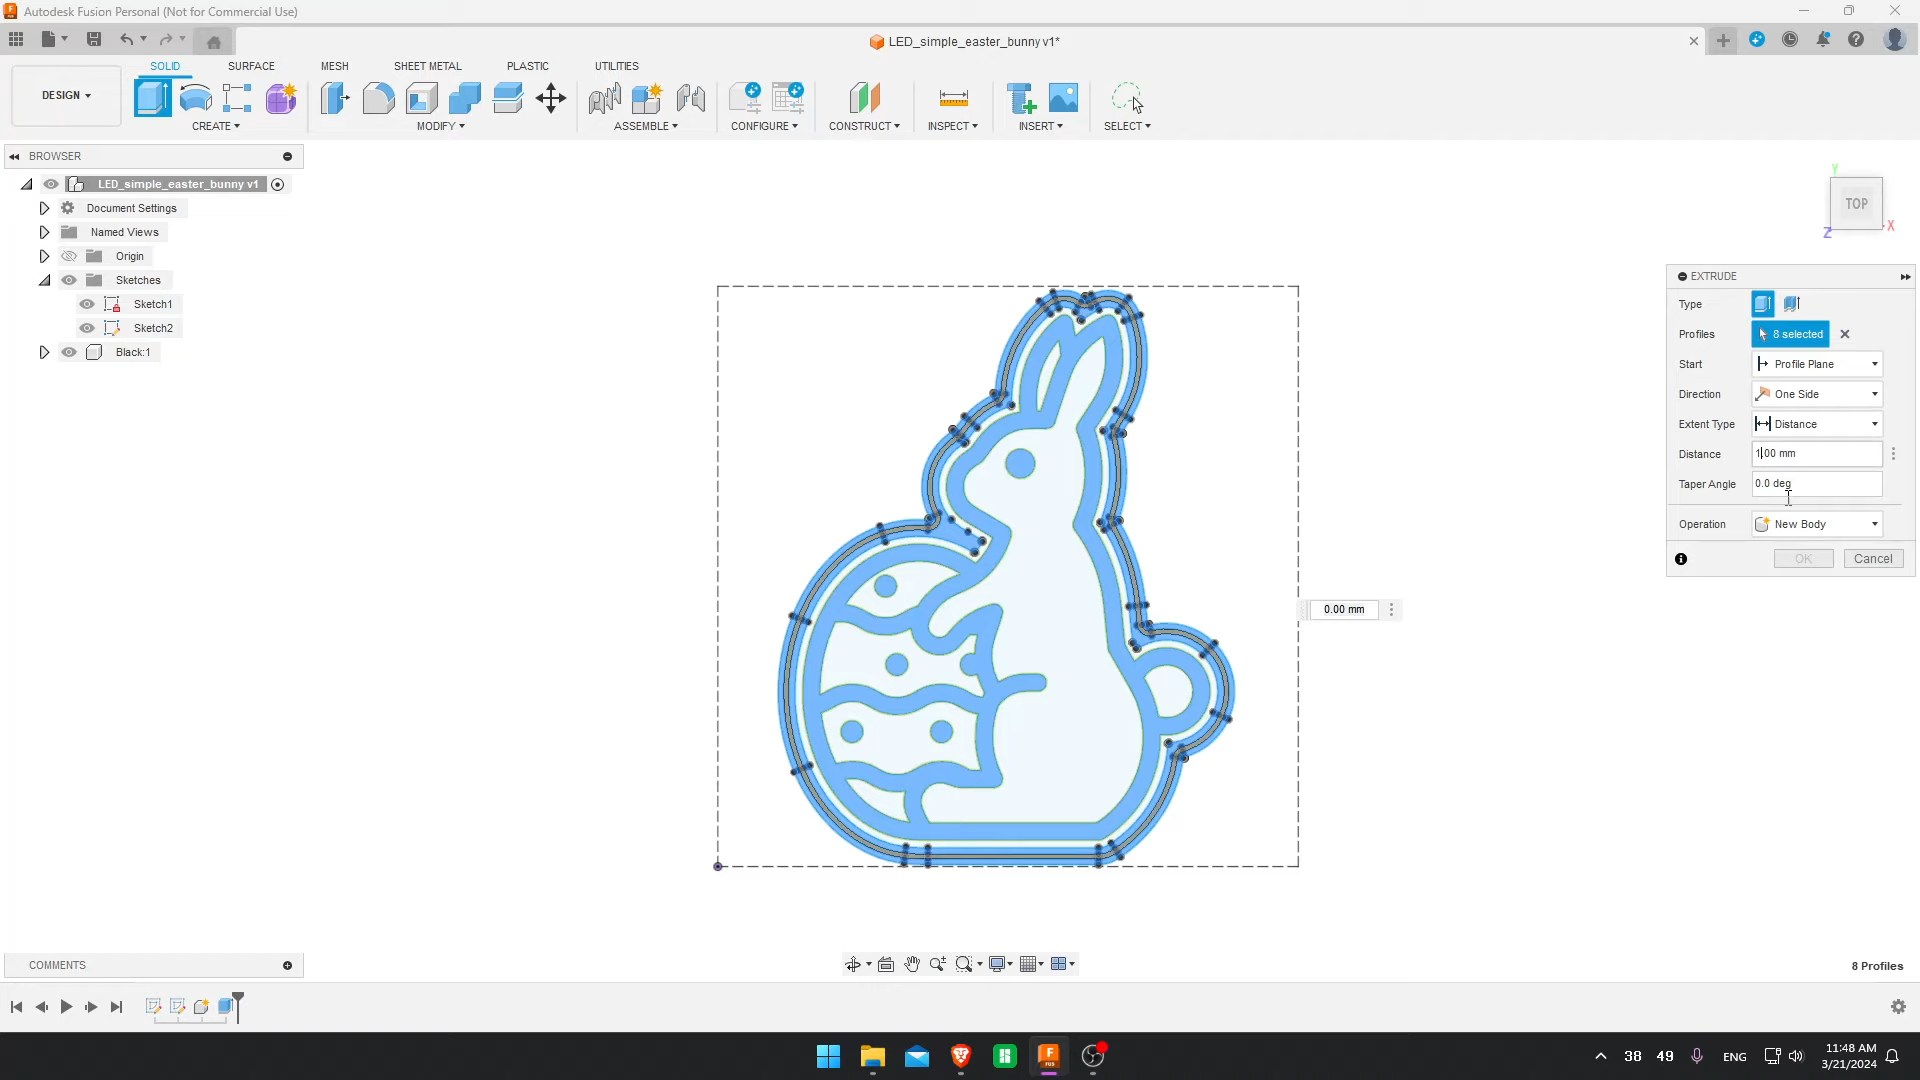 Autodesk Fusion Personal (Not for Commercial Use)
LED_simple_easter_bunny v1*
SOLID
SURFACE
MESH
SHEET METAL
PLASTIC
UTILITIES
DESIGN
CREATE
MODIFY
ASSEMBLE
CONFIGURE
CONSTRUCT
INSPECT
INSERT
SELECT
BROWSER
LED_simple_easter_bunny v1
Document Settings
Named Views
Origin
Sketches
Sketch1
Sketch2
Black:1
Y
TOP
X
Z
EXTRUDE
Type
Profiles
8 selected
Start
Profile Plane
Direction
One Side
Extent Type
Distance
Distance
1.00 mm
Taper Angle
0.0 deg
Operation
New Body
OK
Cancel
0.00 mm
COMMENTS
8 Profiles
38
49
ENG
11:48 AM
3/21/2024